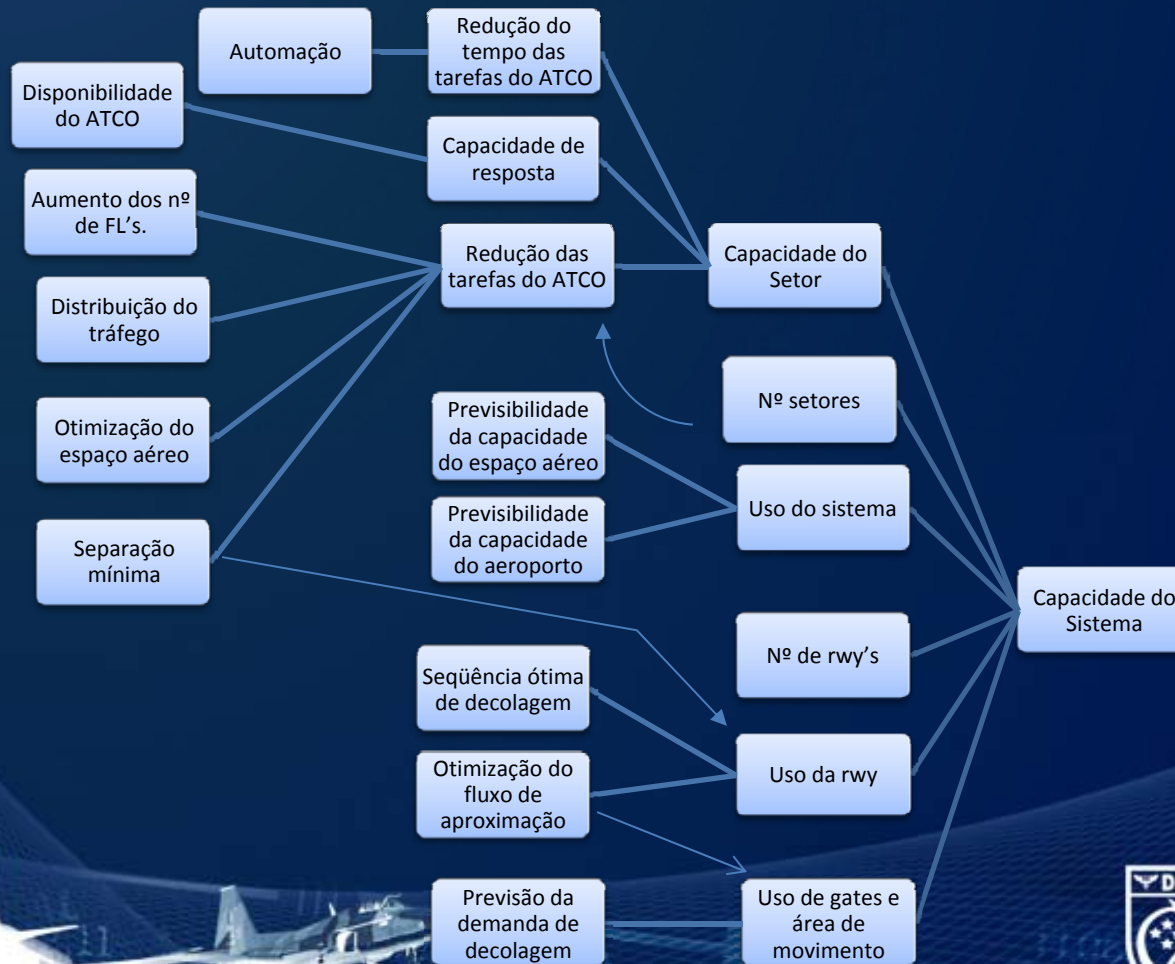 Automação
Redução do
tempo das
tarefas do ATCO
Disponibilidade
do ATCO
Capacidade de
resposta
Aumento dos nº
de FL’s.
Redução das
tarefas do ATCO
Capacidade do
Setor
Distribuição do
tráfego
Nº setores
Otimização do
espaço aéreo
Previsibilidade
da capacidade
do espaço aéreo
Uso do sistema
Previsibilidade
da capacidade
do aeroporto
Separação
mínima
Capacidade do
Sistema
Nº de rwy’s
Seqüência ótima
de decolagem
Uso da rwy
Otimização do
fluxo de
aproximação
Previsão da
demanda de
decolagem
Uso de gates e
área de
movimento
D